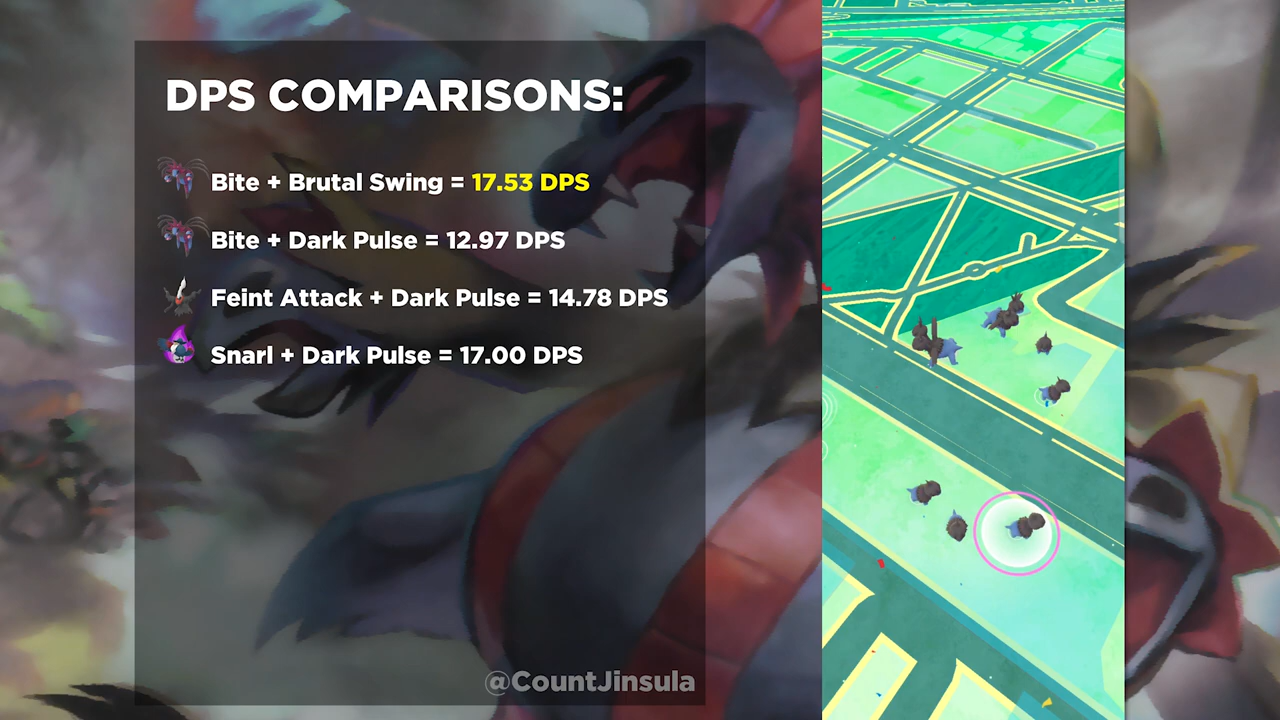 DPS COMPARISONS:
Bite + Brutal Swing = 17.53 DPS
Bite + Dark Pulse = 12.97 DPS
Feint Attack + Dark Pulse = 14.78 DPS
Snarl + Dark Pulse = 17.00 DPS
@CountJinsula